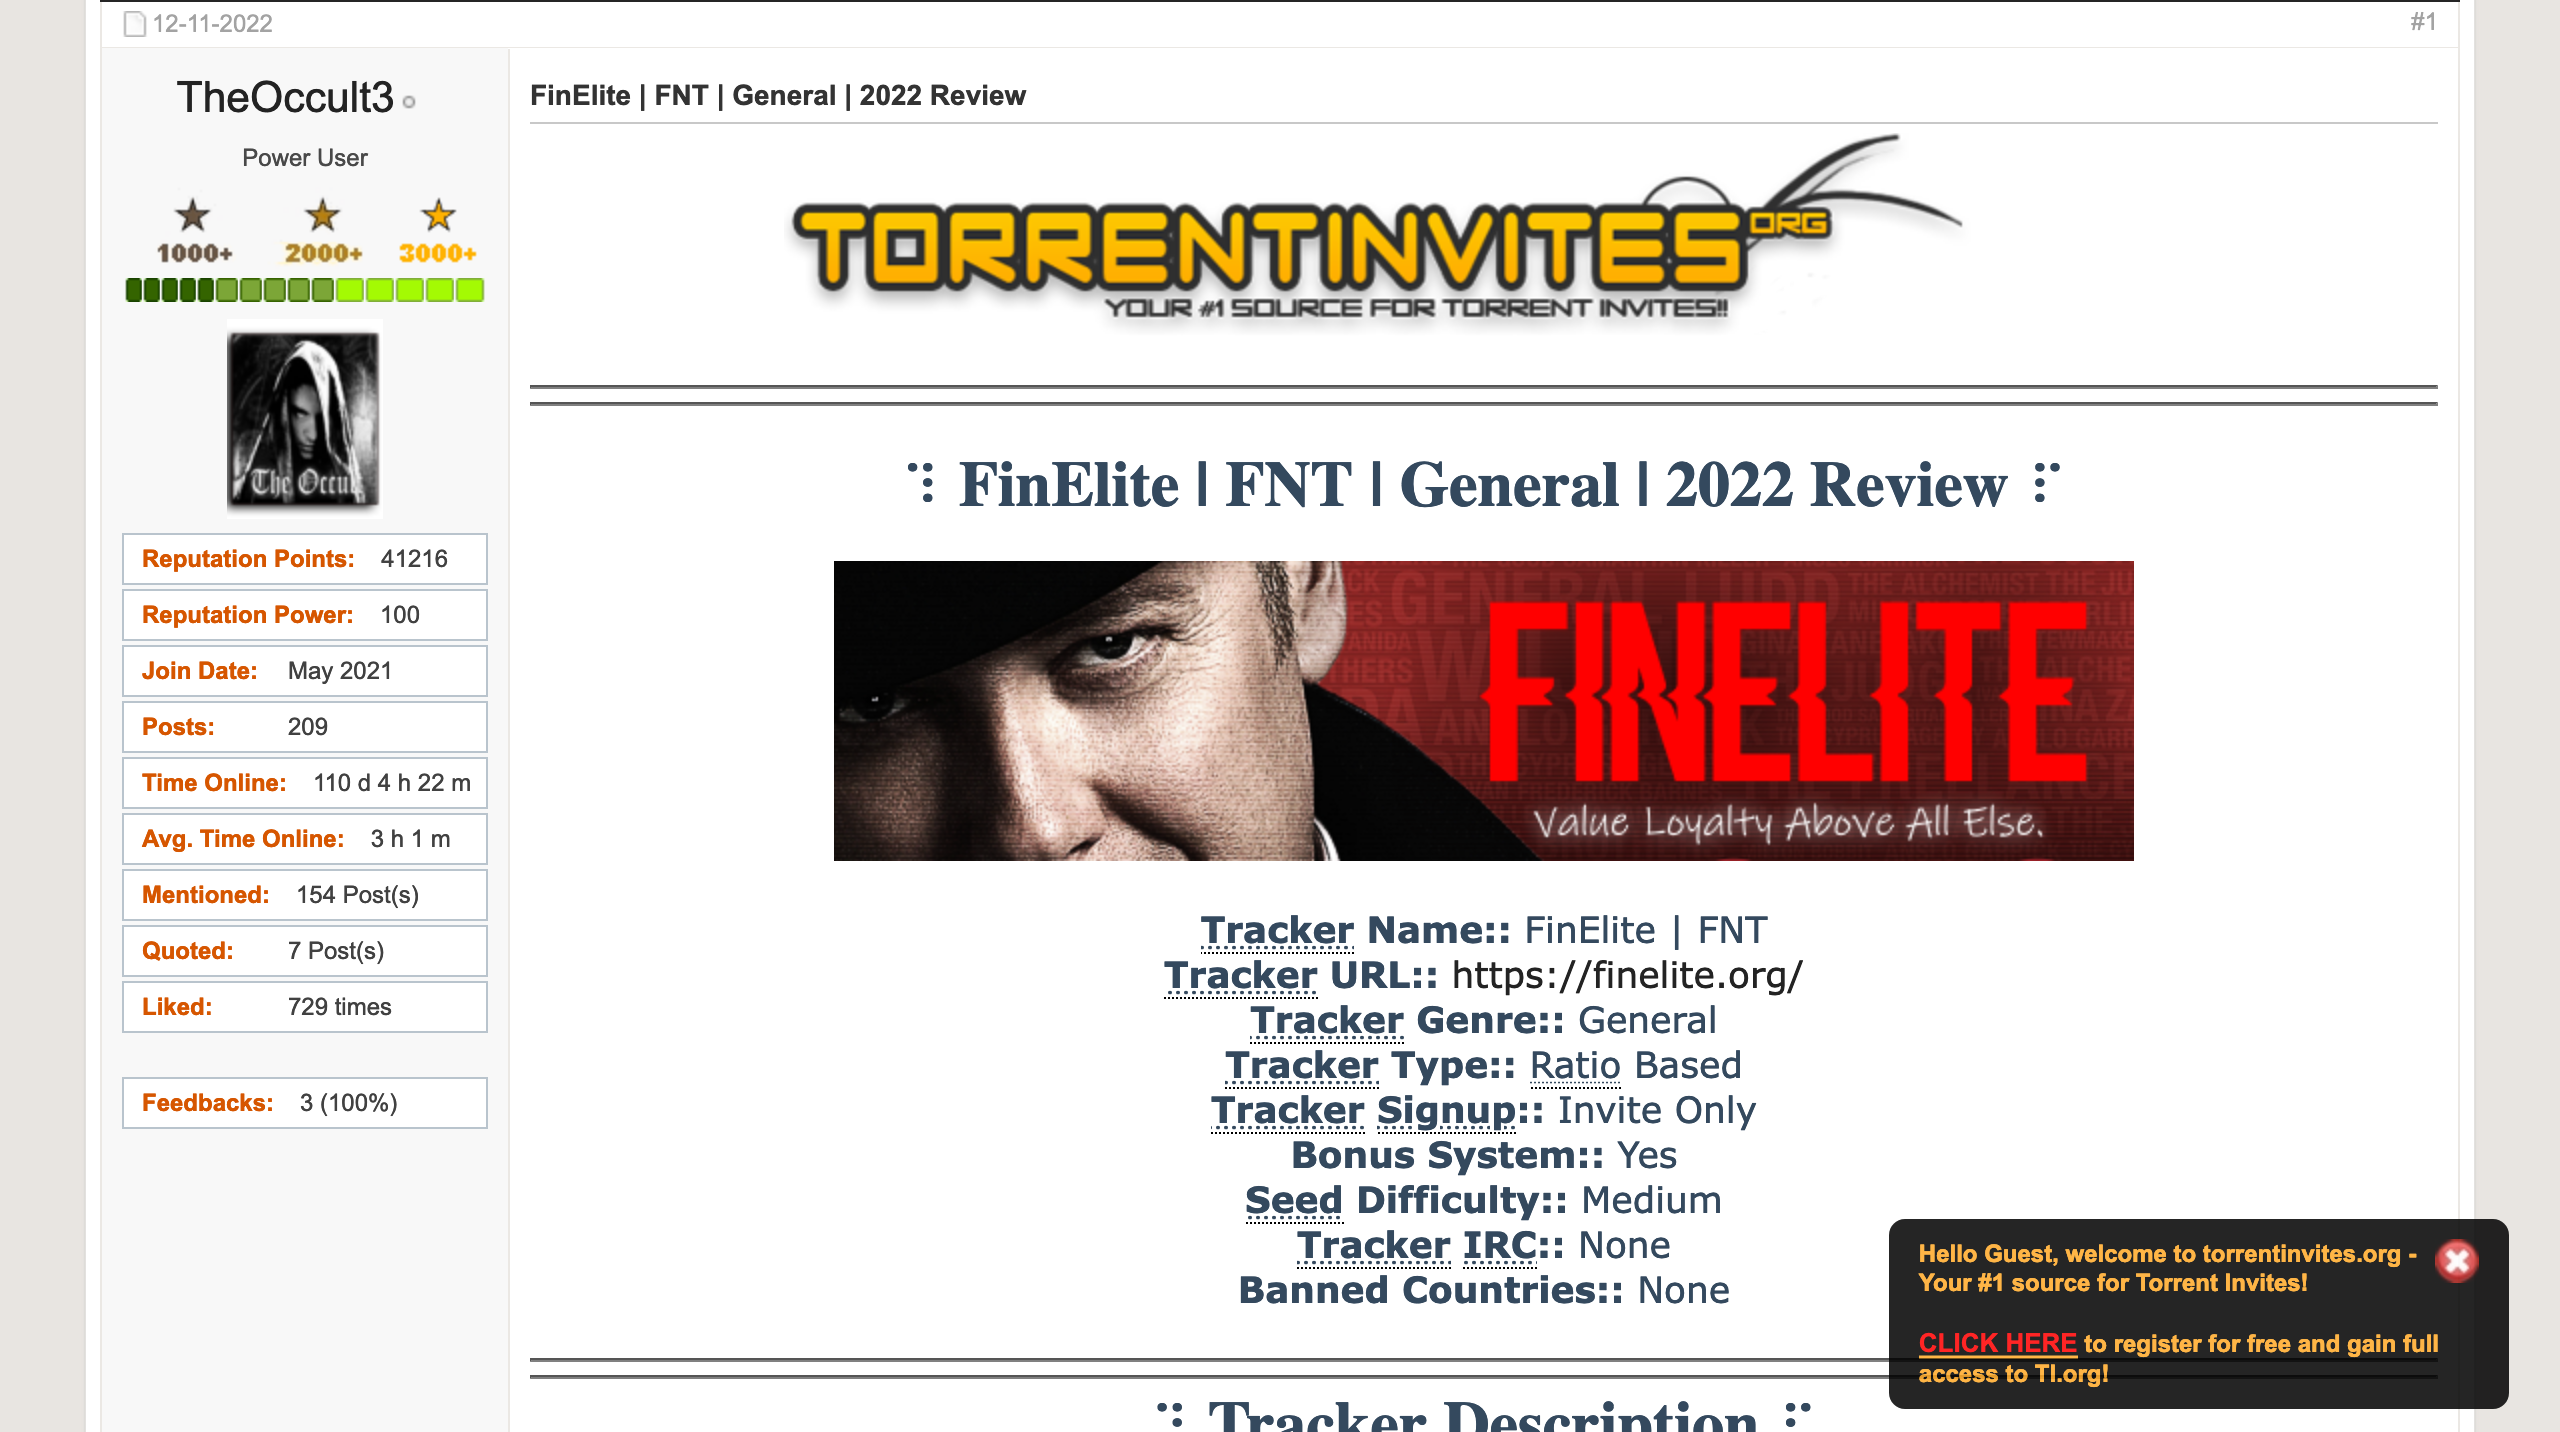 12-11-2022
#1
TheOccult3
Power User
1000+ 2000+ 3000+
The Occu
Reputation Points: 41216
Reputation Power: 100
Join Date: May 2021
Posts: 209
Time Online: 110 d 4 h 22 m
Avg. Time Online: 3 h 1 m
Mentioned: 154 Post(s)
Quoted: 7 Post(s)
Liked: 729 times
Feedbacks: 3 (100%)
FinElite | FNT | General | 2022 Review
TORRENTINVITES ORG
YOUR #1 SOURCE FOR TORRENT INVITES!!
FinElite | FNT | General | 2022 Review
FINELITE
Value Loyalty Above All Else.
Tracker Name:: FinElite | FNT
Tracker URL:: https://finelite.org/
Tracker Genre:: General
Tracker Type:: Ratio Based
Tracker Signup:: Invite Only
Bonus System:: Yes
Seed Difficulty:: Medium
Tracker IRC:: None
Banned Countries:: None
Tracker Description
Hello Guest, welcome to torrentinvites.org -
Your #1 source for Torrent Invites!
CLICK HERE to register for free and gain full
access to TI.org!